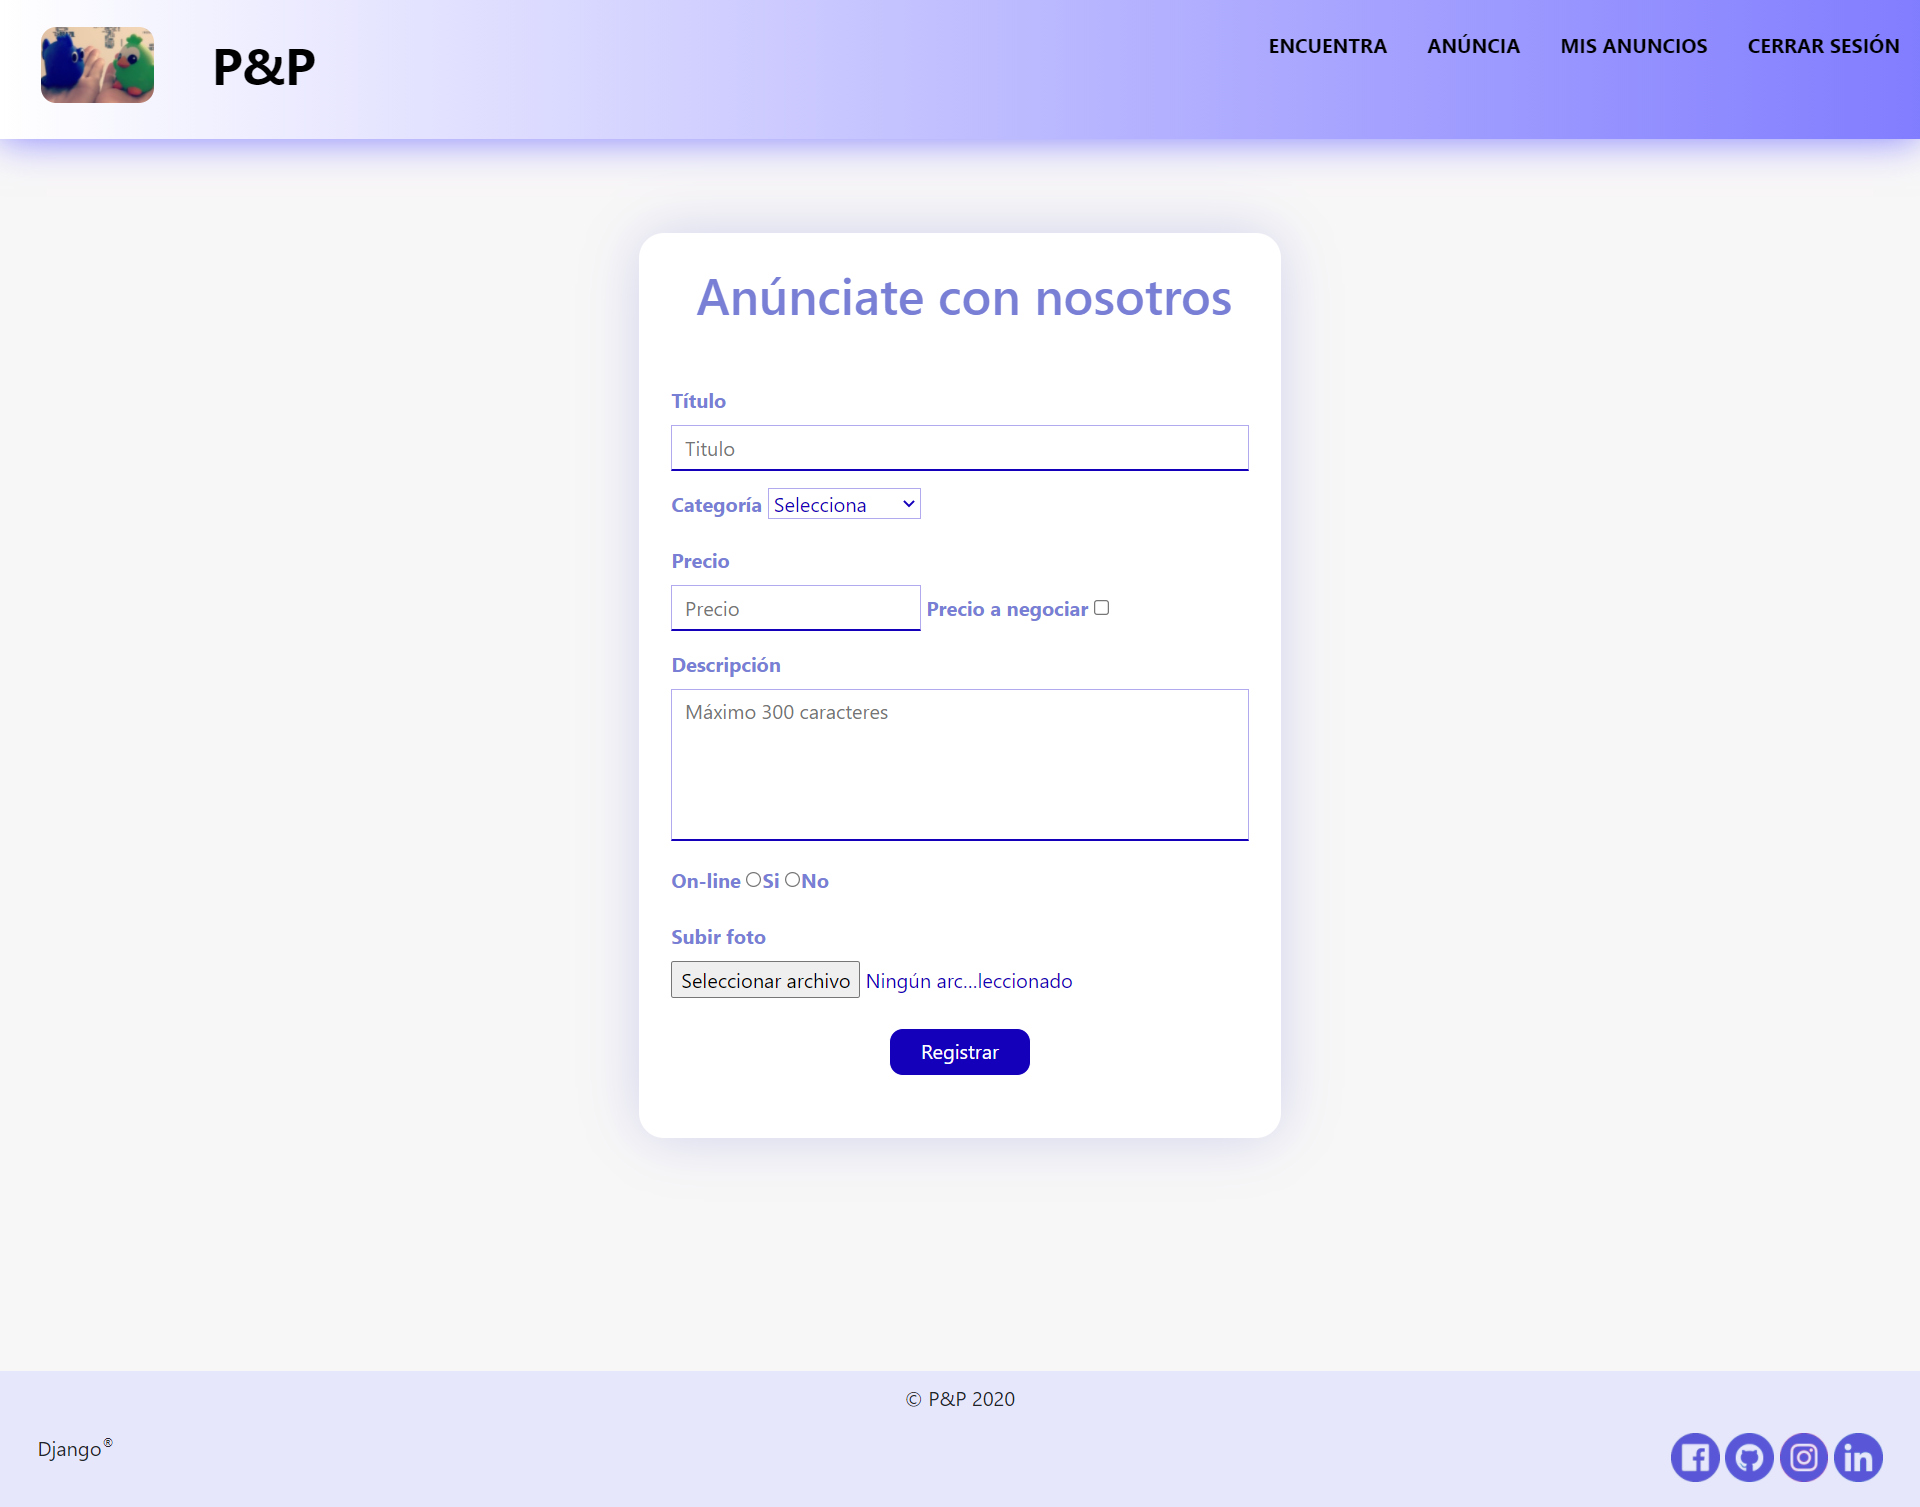 P&P
ENCUENTRA ANÚNCIA MIS ANUNCIOS CERRAR SESIÓN
Anúnciate con nosotros
Título
Titulo
Categoría Selecciona
Precio
Precio Precio a negociar
Descripción
Máximo 300 caracteres
On-line Si No
Subir foto
Seleccionar archivo Ningún arc...leccionado
Registrar
© P&P 2020
Django®